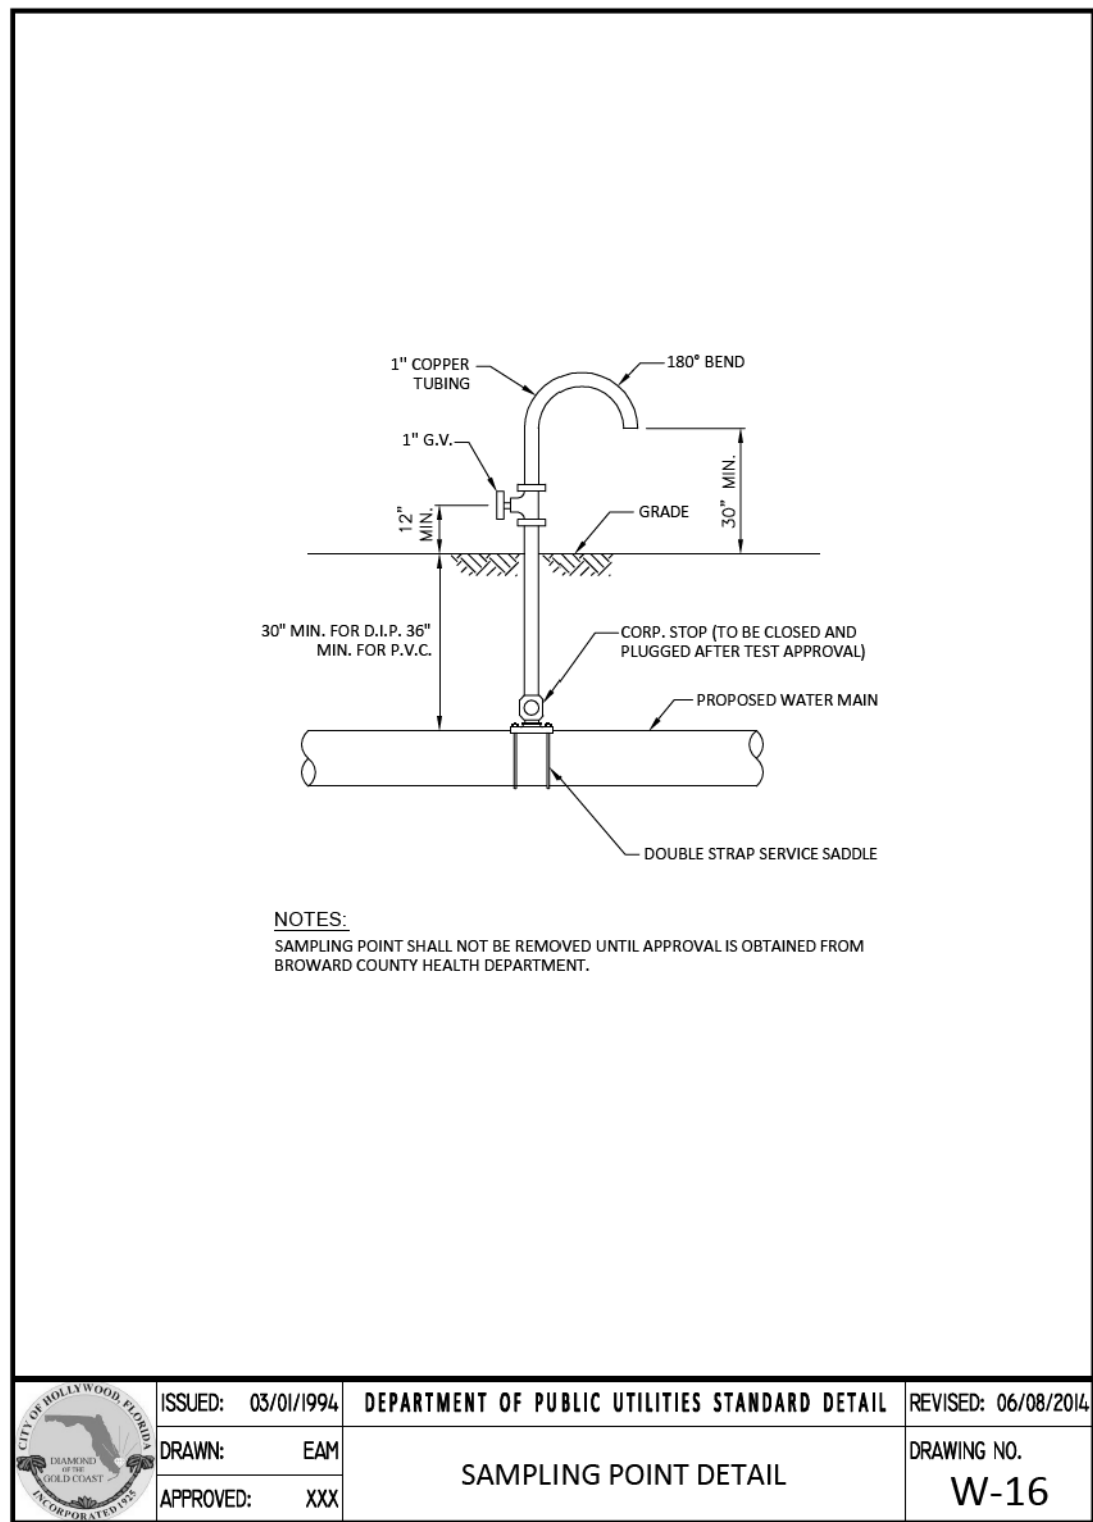 1" COPPER
TUBING
180° BEND
1" G.V.
12"
MIN.
30" MIN.
GRADE
30" MIN. FOR D.I.P. 36"
MIN. FOR P.V.C.
CORP. STOP (TO BE CLOSED AND
PLUGGED AFTER TEST APPROVAL)
PROPOSED WATER MAIN
DOUBLE STRAP SERVICE SADDLE
NOTES:
SAMPLING POINT SHALL NOT BE REMOVED UNTIL APPROVAL IS OBTAINED FROM
BROWARD COUNTY HEALTH DEPARTMENT.
CITY OF HOLLYWOOD, FLORIDA
DIAMOND
OF THE
GOLD COAST
INCORPORATED 1925
ISSUED: 03/01/1994
DRAWN: EAM
APPROVED: XXX
DEPARTMENT OF PUBLIC UTILITIES STANDARD DETAIL
SAMPLING POINT DETAIL
REVISED: 06/08/2014
DRAWING NO.
W-16